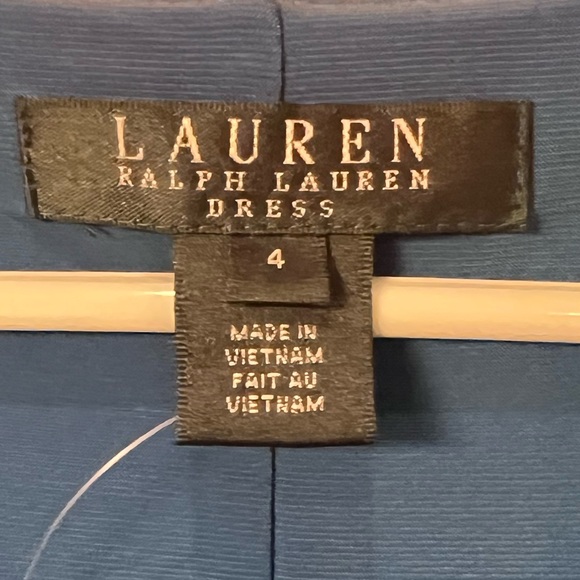 LAUREN
RALPH LAUREN
DRESS
4
MADE IN
VIETNAM
FAIT AU
VIETNAM